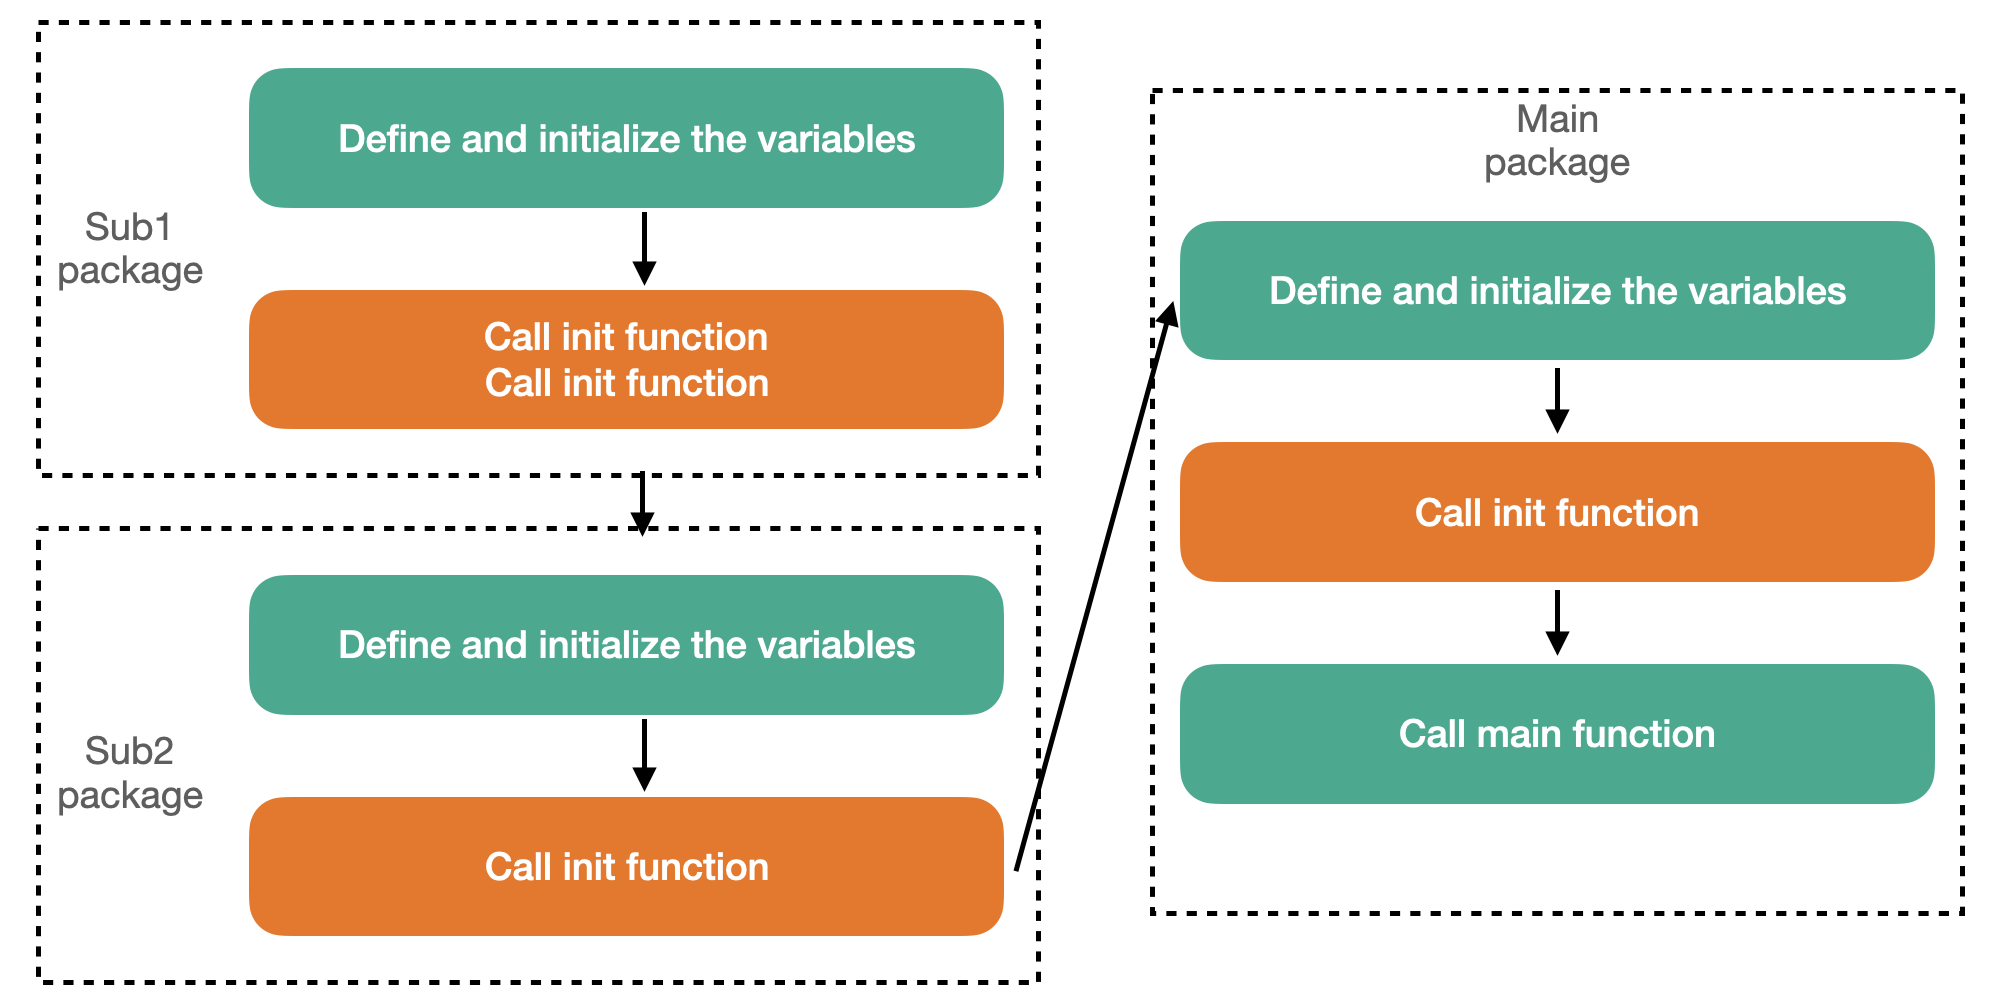 Sub1
package
Define and initialize the variables
Call init function
Call init function
Sub2
package
Define and initialize the variables
Call init function
Main
package
Define and initialize the variables
Call init function
Call main function